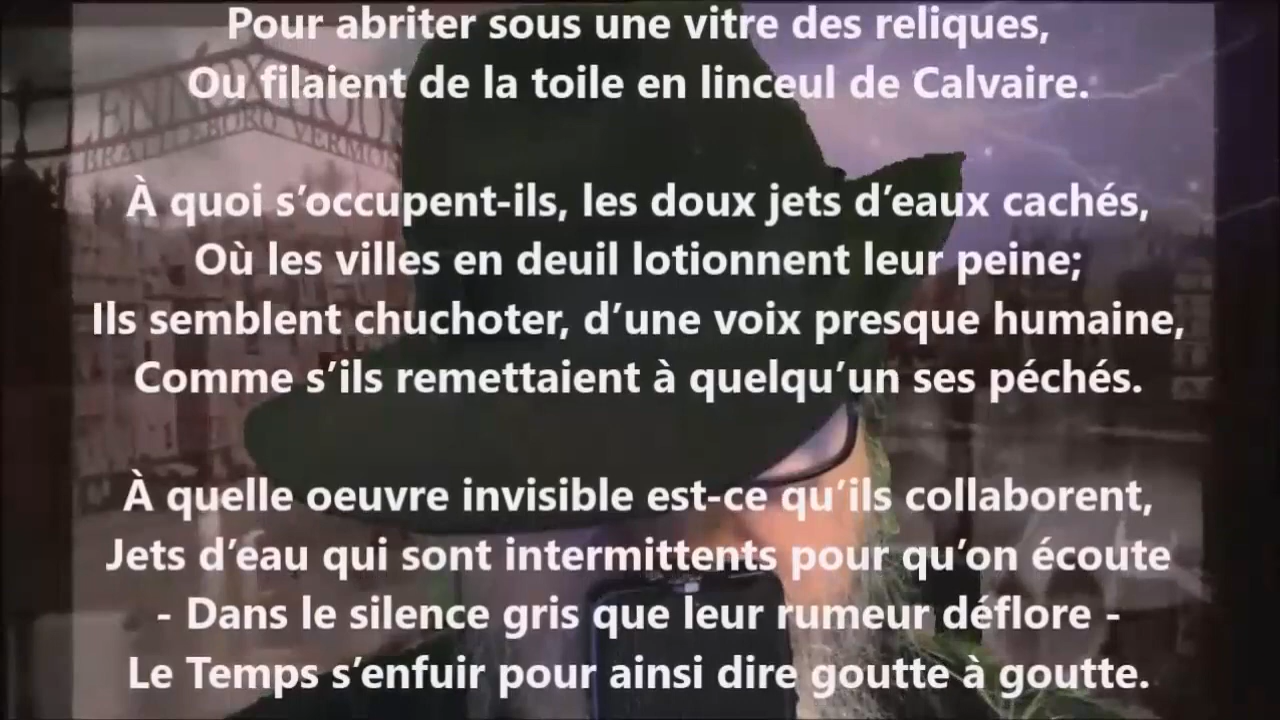 Pour abriter sous une vitre des reliques,
Ou filaient de la toile en linceul de Calvaire.
À quoi s’occupent-ils, les doux jets d’eaux cachés,
Où les villes en deuil lotionnent leur peine;
Ils semblent chuchoter, d’une voix presque humaine,
Comme s’ils remettaient à quelqu’un ses péchés.
À quelle oeuvre invisible est-ce qu’ils collaborent,
Jets d’eau qui sont intermittents pour qu’on écoute
- Dans le silence gris que leur rumeur déflore -
Le Temps s’enfuir pour ainsi dire goutte à goutte.
BRATTLEBORO VERMON